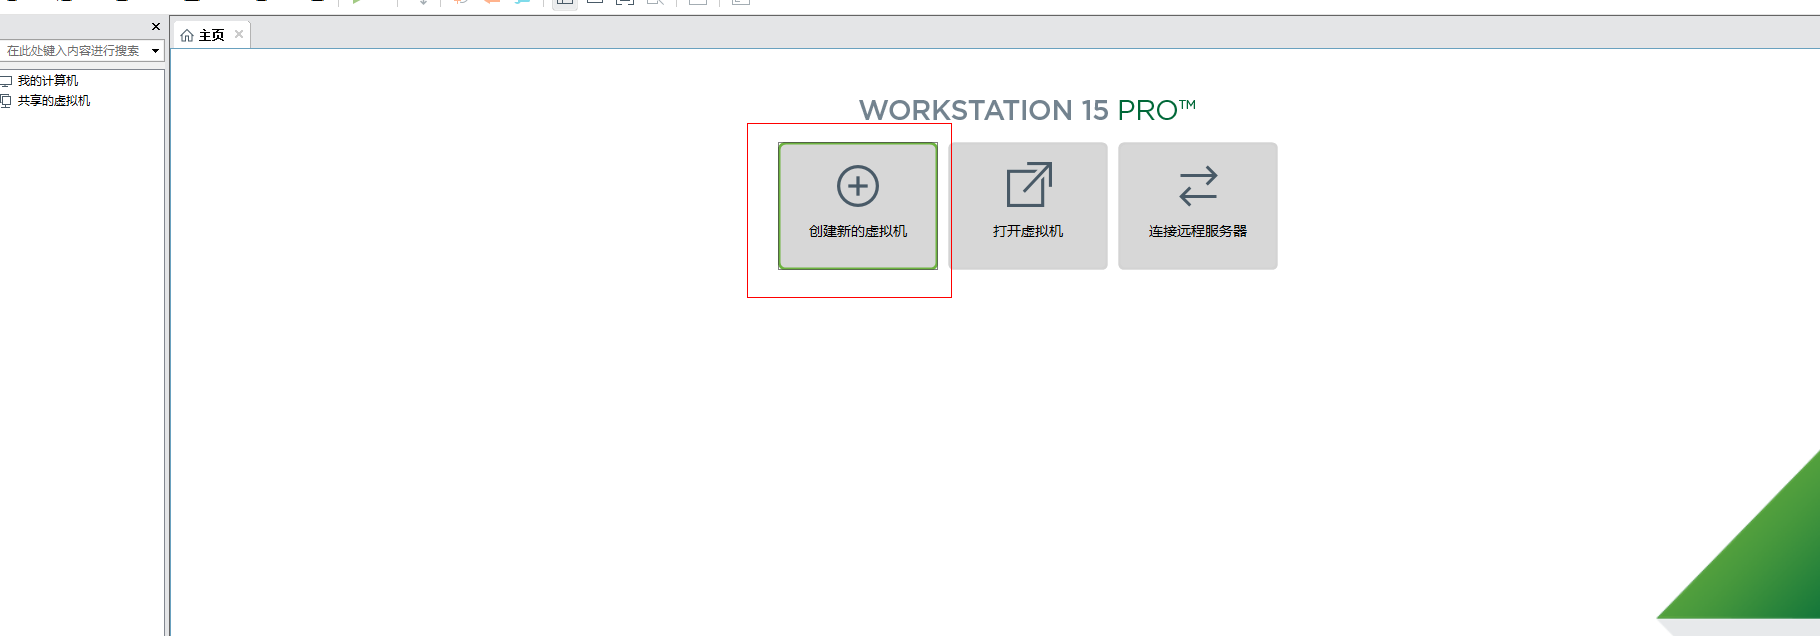 主页
在此处键入内容进行搜索
我的计算机
共享的虚拟机
WORKSTATION 15 PRO™
创建新的虚拟机
打开虚拟机
连接远程服务器